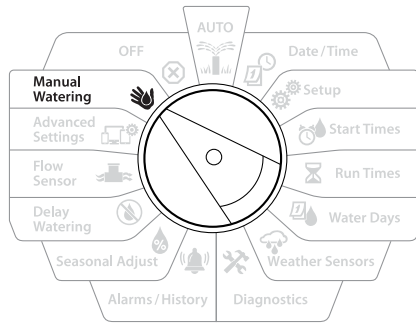 AUTO
OFF
Date / Time
Manual
Watering
Setup
Advanced
Settings
Start Times
Flow
Sensor
Run Times
Delay
Watering
Water Days
Seasonal Adjust
Weather Sensors
Alarms / History
Diagnostics